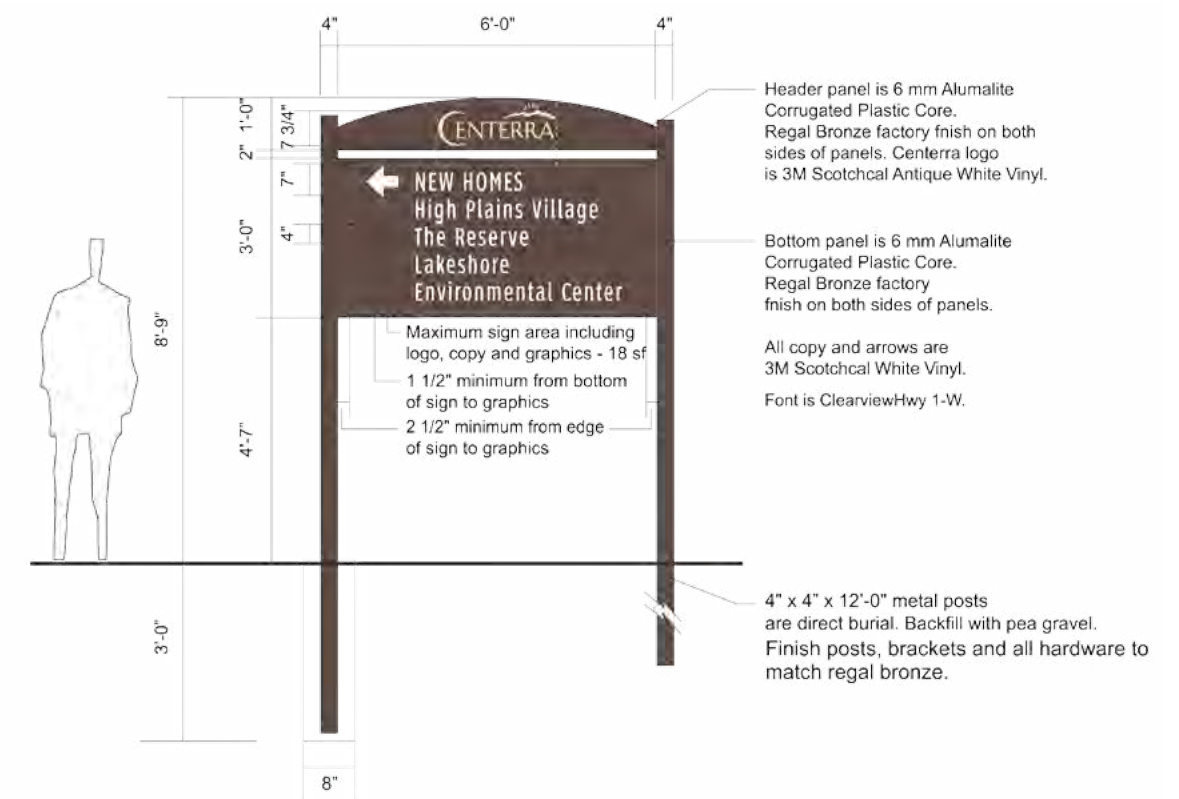 4" 6'-0" 4"
1'-0"
7 3/4"
2"
7"
3'-0"
4"
8'-9"
4'-7"
3'-0"
8"
CENTERRA
NEW HOMES
High Plains Village
The Reserve
Lakeshore
Environmental Center
Maximum sign area including
logo, copy and graphics - 18 sf
1 1/2" minimum from bottom
of sign to graphics
2 1/2" minimum from edge
of sign to graphics
Header panel is 6 mm Alumalite
Corrugated Plastic Core.
Regal Bronze factory fnish on both
sides of panels. Centerra logo
is 3M Scotchcal Antique White Vinyl.
Bottom panel is 6 mm Alumalite
Corrugated Plastic Core.
Regal Bronze factory
fnish on both sides of panels.
All copy and arrows are
3M Scotchcal White Vinyl.
Font is ClearviewHwy 1-W.
4" x 4" x 12'-0" metal posts
are direct burial. Backfill with pea gravel.
Finish posts, brackets and all hardware to
match regal bronze.